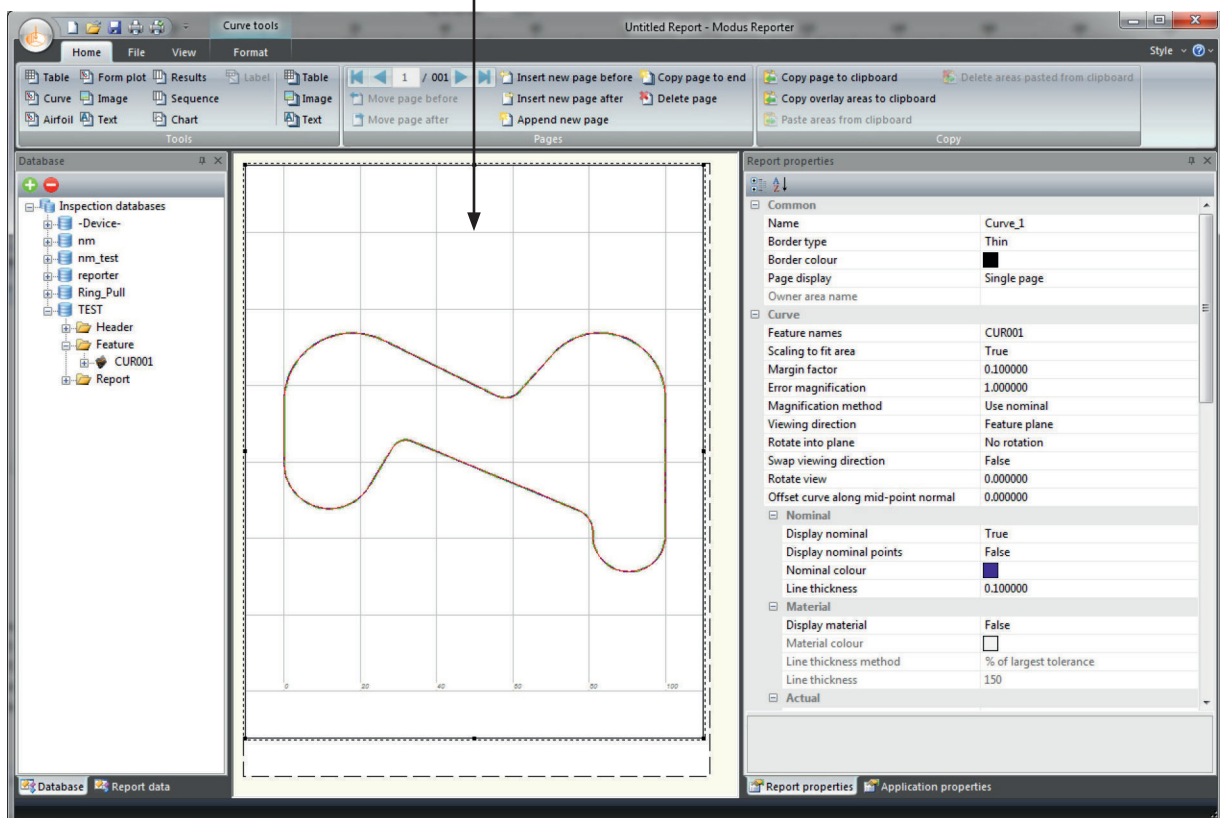 Curve tools
Untitled Report - Modus Reporter
Home File View Format
Style
Table Form plot Results Label Table
Curve Image Sequence Image
Airfoil Text Chart Text
Tools
1 / 001
Move page before
Move page after
Insert new page before Copy page to end
Insert new page after Delete page
Append new page
Pages
Copy page to clipboard Delete areas pasted from clipboard
Copy overlay areas to clipboard
Paste areas from clipboard
Copy
Database
Inspection databases
-Device-
nm
nm_test
reporter
Ring_Pull
TEST
Header
Feature
CUR001
Report
Database Report data
0 20 40 60 80 100
Report properties
Common
Name Curve_1
Border type Thin
Border colour
Page display Single page
Owner area name
Curve
Feature names CUR001
Scaling to fit area True
Margin factor 0.100000
Error magnification 1.000000
Magnification method Use nominal
Viewing direction Feature plane
Rotate into plane No rotation
Swap viewing direction False
Rotate view 0.000000
Offset curve along mid-point normal 0.000000
Nominal
Display nominal True
Display nominal points False
Nominal colour
Line thickness 0.100000
Material
Display material False
Material colour
Line thickness method % of largest tolerance
Line thickness 150
Actual
Report properties Application properties